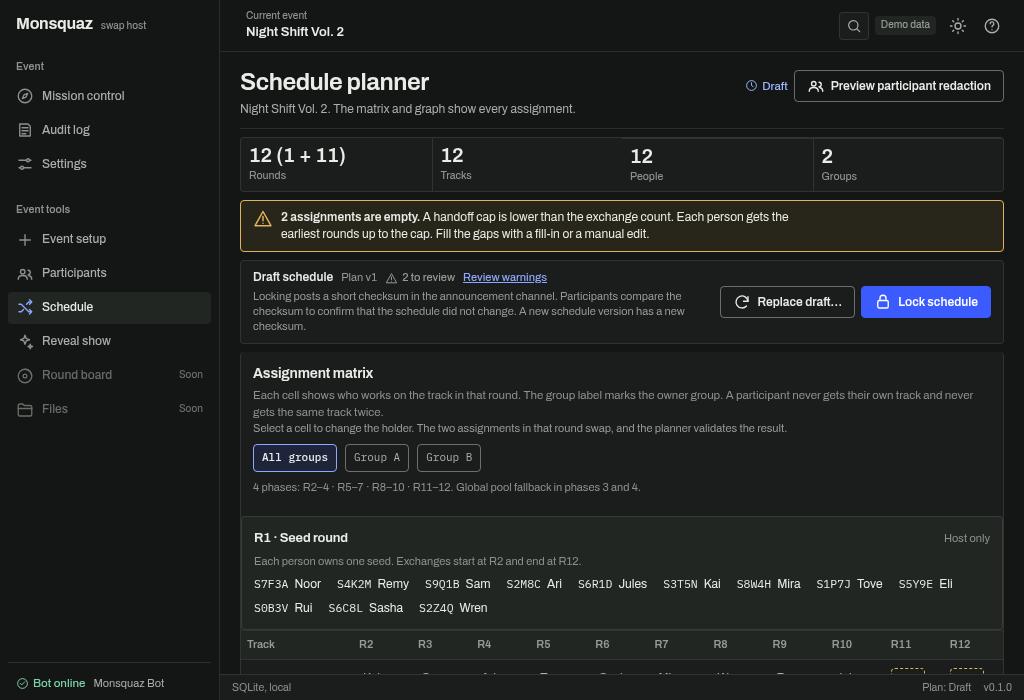 Monsquaz swap host
Current event
Night Shift Vol. 2
Demo data
Event
Mission control
Audit log
Settings
Event tools
Event setup
Participants
Schedule
Reveal show
Round board Soon
Files Soon
Bot online Monsquaz Bot
Schedule planner
Night Shift Vol. 2. The matrix and graph show every assignment.
Draft
Preview participant redaction
12 (1 + 11)
Rounds
12
Tracks
12
People
2
Groups
2 assignments are empty. A handoff cap is lower than the exchange count. Each person gets the
earliest rounds up to the cap. Fill the gaps with a fill-in or a manual edit.
Draft schedule Plan v1 2 to review Review warnings
Locking posts a short checksum in the announcement channel. Participants compare the
checksum to confirm that the schedule did not change. A new schedule version has a new
checksum.
Replace draft...
Lock schedule
Assignment matrix
Each cell shows who works on the track in that round. The group label marks the owner group. A participant never gets their own track and never
gets the same track twice.
Select a cell to change the holder. The two assignments in that round swap, and the planner validates the result.
All groups Group A Group B
4 phases: R2–4 · R5–7 · R8–10 · R11–12. Global pool fallback in phases 3 and 4.
R1 · Seed round Host only
Each person owns one seed. Exchanges start at R2 and end at R12.
S7F3A Noor S4K2M Remy S9Q1B Sam S2M8C Ari S6R1D Jules S3T5N Kai S8W4H Mira S1P7J Tove S5Y9E Eli
S0B3V Rui S6C8L Sasha S2Z4Q Wren
Track R2 R3 R4 R5 R6 R7 R8 R9 R10 R11 R12
SQLite, local
Plan: Draft v0.1.0